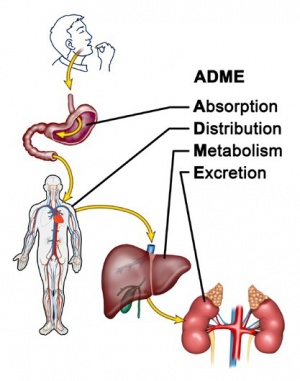 ADME
Absorption
Distribution
Metabolism
Excretion